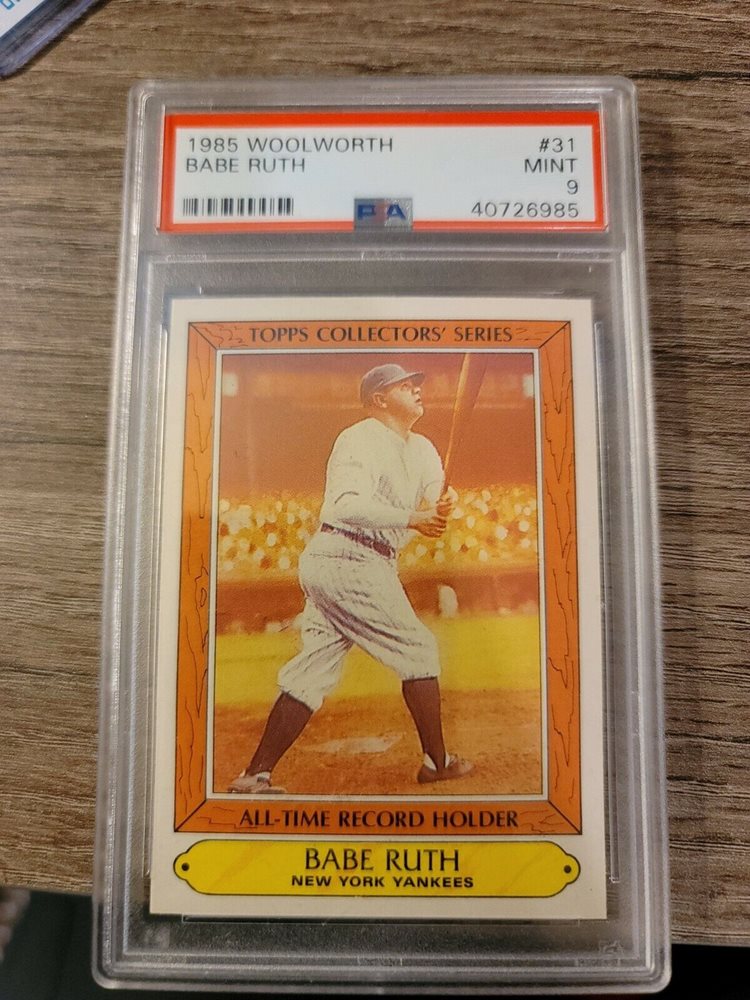 1985 WOOLWORTH #31
BABE RUTH MINT
9
PSA 40726985
TOPPS COLLECTORS' SERIES
ALL-TIME RECORD HOLDER
BABE RUTH
NEW YORK YANKEES